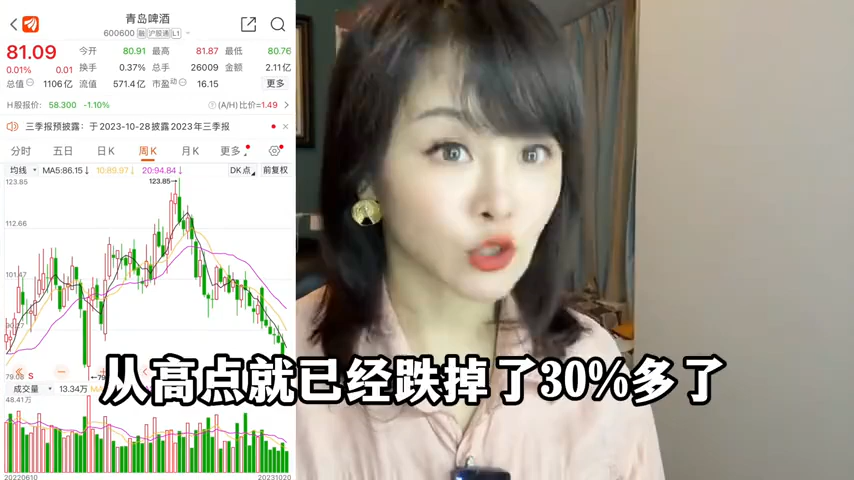 青岛啤酒
600600 融 沪股通 L1
81.09 今开 80.91 最高 81.87 最低 80.76
0.01% 0.01 换手 0.37% 总手 26009 金额 2.11亿
总值 1106亿 流值 571.4亿 市盈动 16.15 更多
H股报价: 58.300 -1.10% (A/H)比价=1.49
三季报预披露：于2023-10-28披露2023年三季报
分时 五日 日K 周K 月K 更多
均线 MA5:86.15↓ 10:89.97↓ 20:94.84↓ DK点 前复权
123.85
123.85→
112.66
101.47
S
从高点就已经跌掉了30%多了
成交量 13.34万
48.41万
20220610 20231020